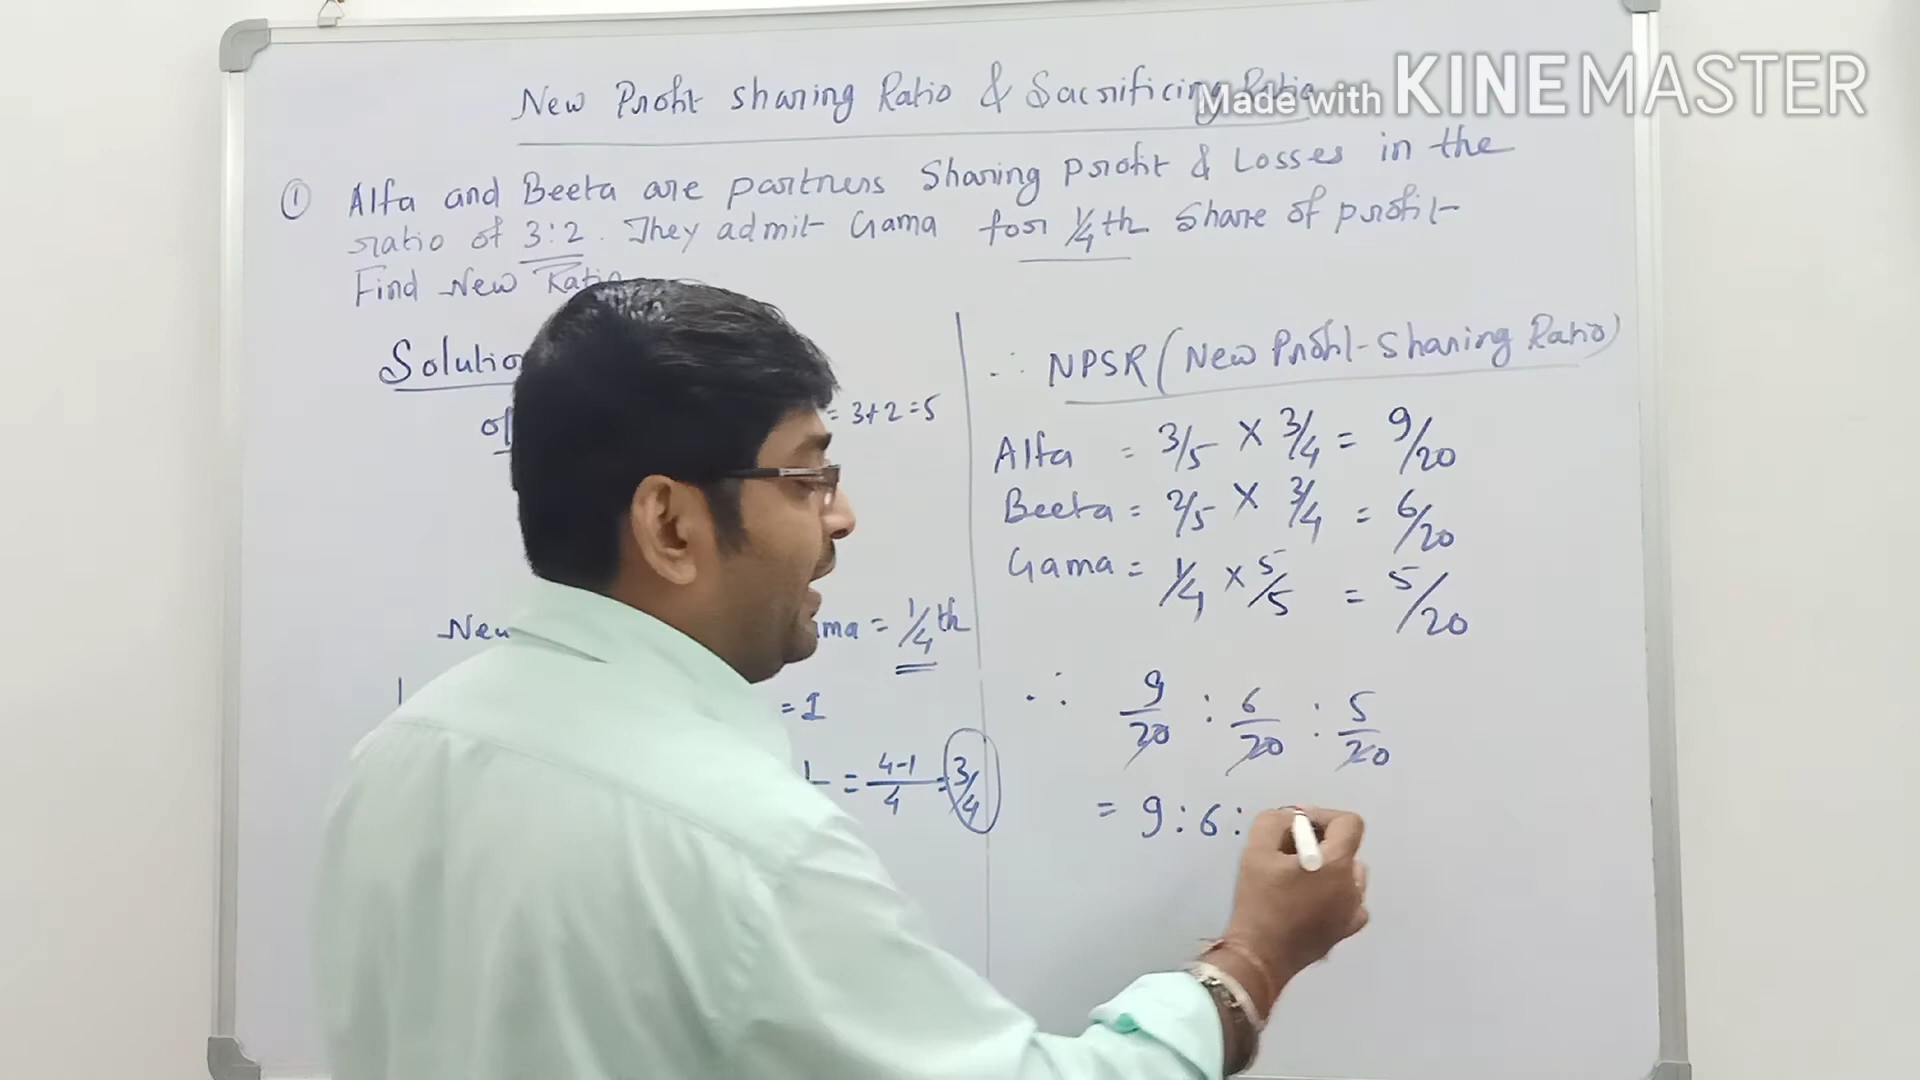 New Profit sharing Ratio & Sacrificing Ratio
Made with KINEMASTER
① Alfa and Beeta are partners sharing profit & Losses in the
ratio of 3:2. They admit Gama for 1/4th share of profit
Find New Ratio
Solutio
= 3+2=5
New
ma = 1/4th
= 1
= 4-1/4 = 3/4
∴ NPSR (New Profit Sharing Ratio)
Alfa = 3/5 × 3/4 = 9/20
Beeta = 2/5 × 3/4 = 6/20
Gama = 1/4 × 5/5 = 5/20
∴ 9/20 : 6/20 : 5/20
= 9:6: